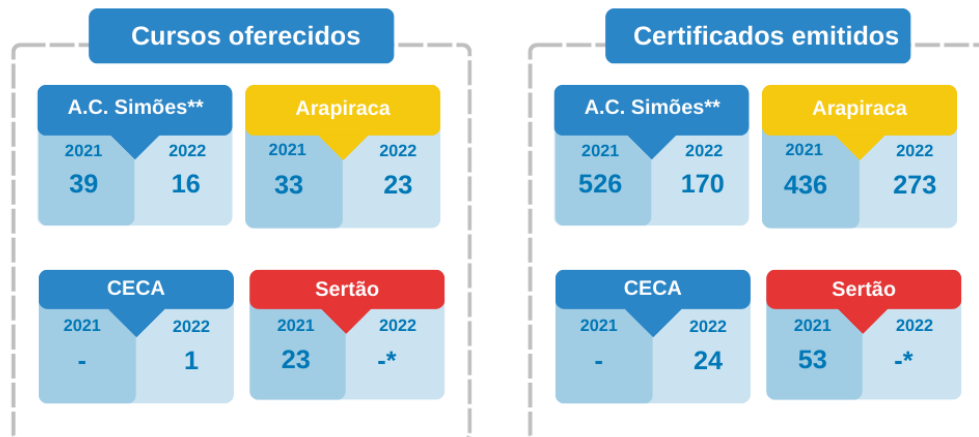 Cursos oferecidos
A.C. Simões**
2021 2022
39 16
Arapiraca
2021 2022
33 23
CECA
2021 2022
- 1
Sertão
2021 2022
23 -*
Certificados emitidos
A.C. Simões**
2021 2022
526 170
Arapiraca
2021 2022
436 273
CECA
2021 2022
- 24
Sertão
2021 2022
53 -*